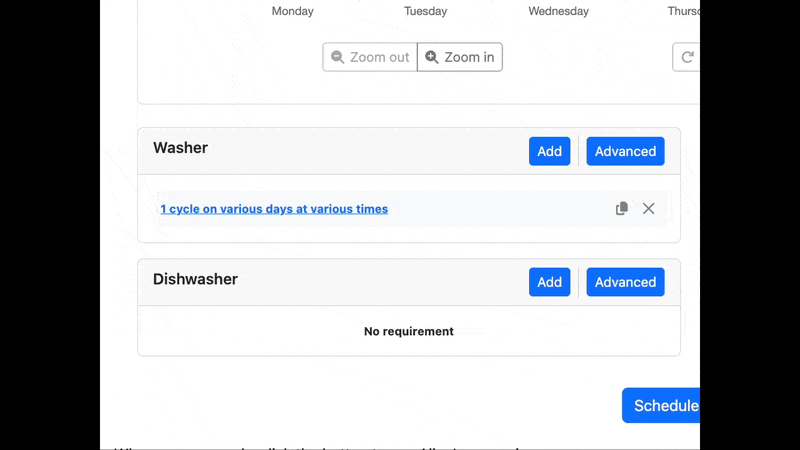 Monday Tuesday Wednesday Thurs
Zoom out Zoom in
Washer Add Advanced
1 cycle on various days at various times
Dishwasher Add Advanced
No requirement
Schedule